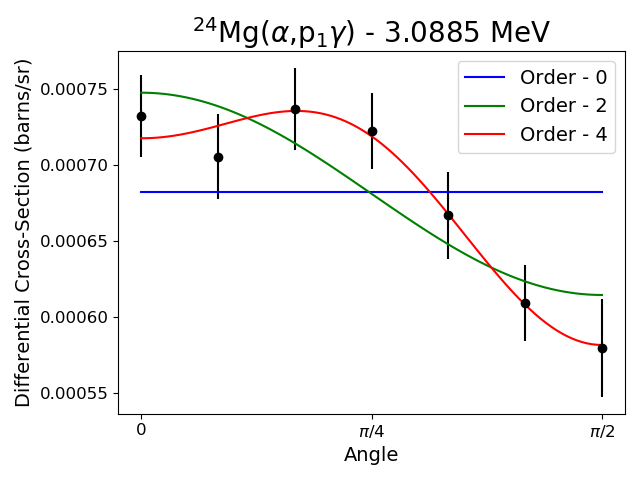 ²⁴Mg(α,p₁γ) - 3.0885 MeV
Differential Cross-Section (barns/sr)
0.00075
0.00070
0.00065
0.00060
0.00055
Order - 0
Order - 2
Order - 4
0
π/4
π/2
Angle